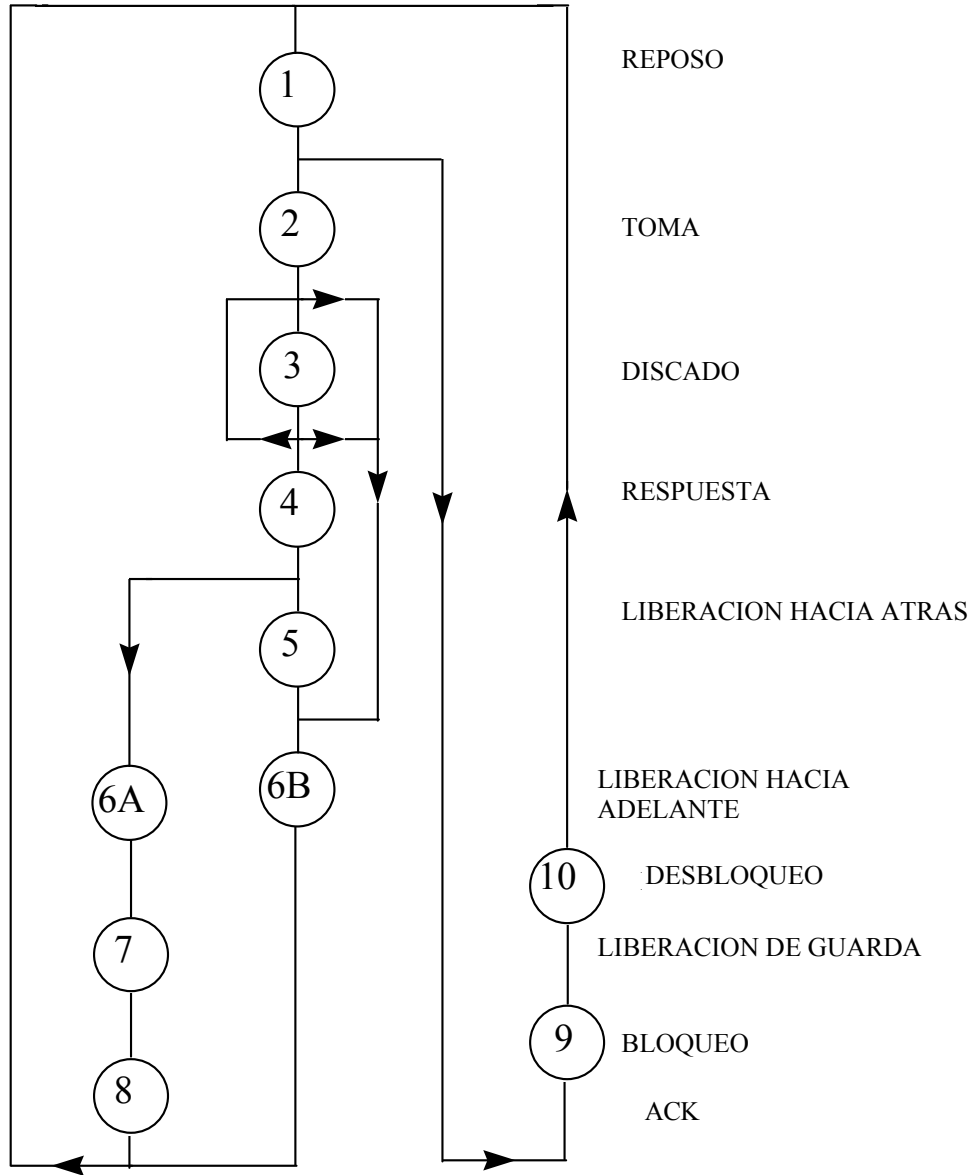 1
REPOSO
2
TOMA
3
DISCADO
4
RESPUESTA
5
LIBERACION HACIA ATRAS
6A
6B
LIBERACION HACIA
ADELANTE
10
DESBLOQUEO
7
LIBERACION DE GUARDA
9
BLOQUEO
8
ACK